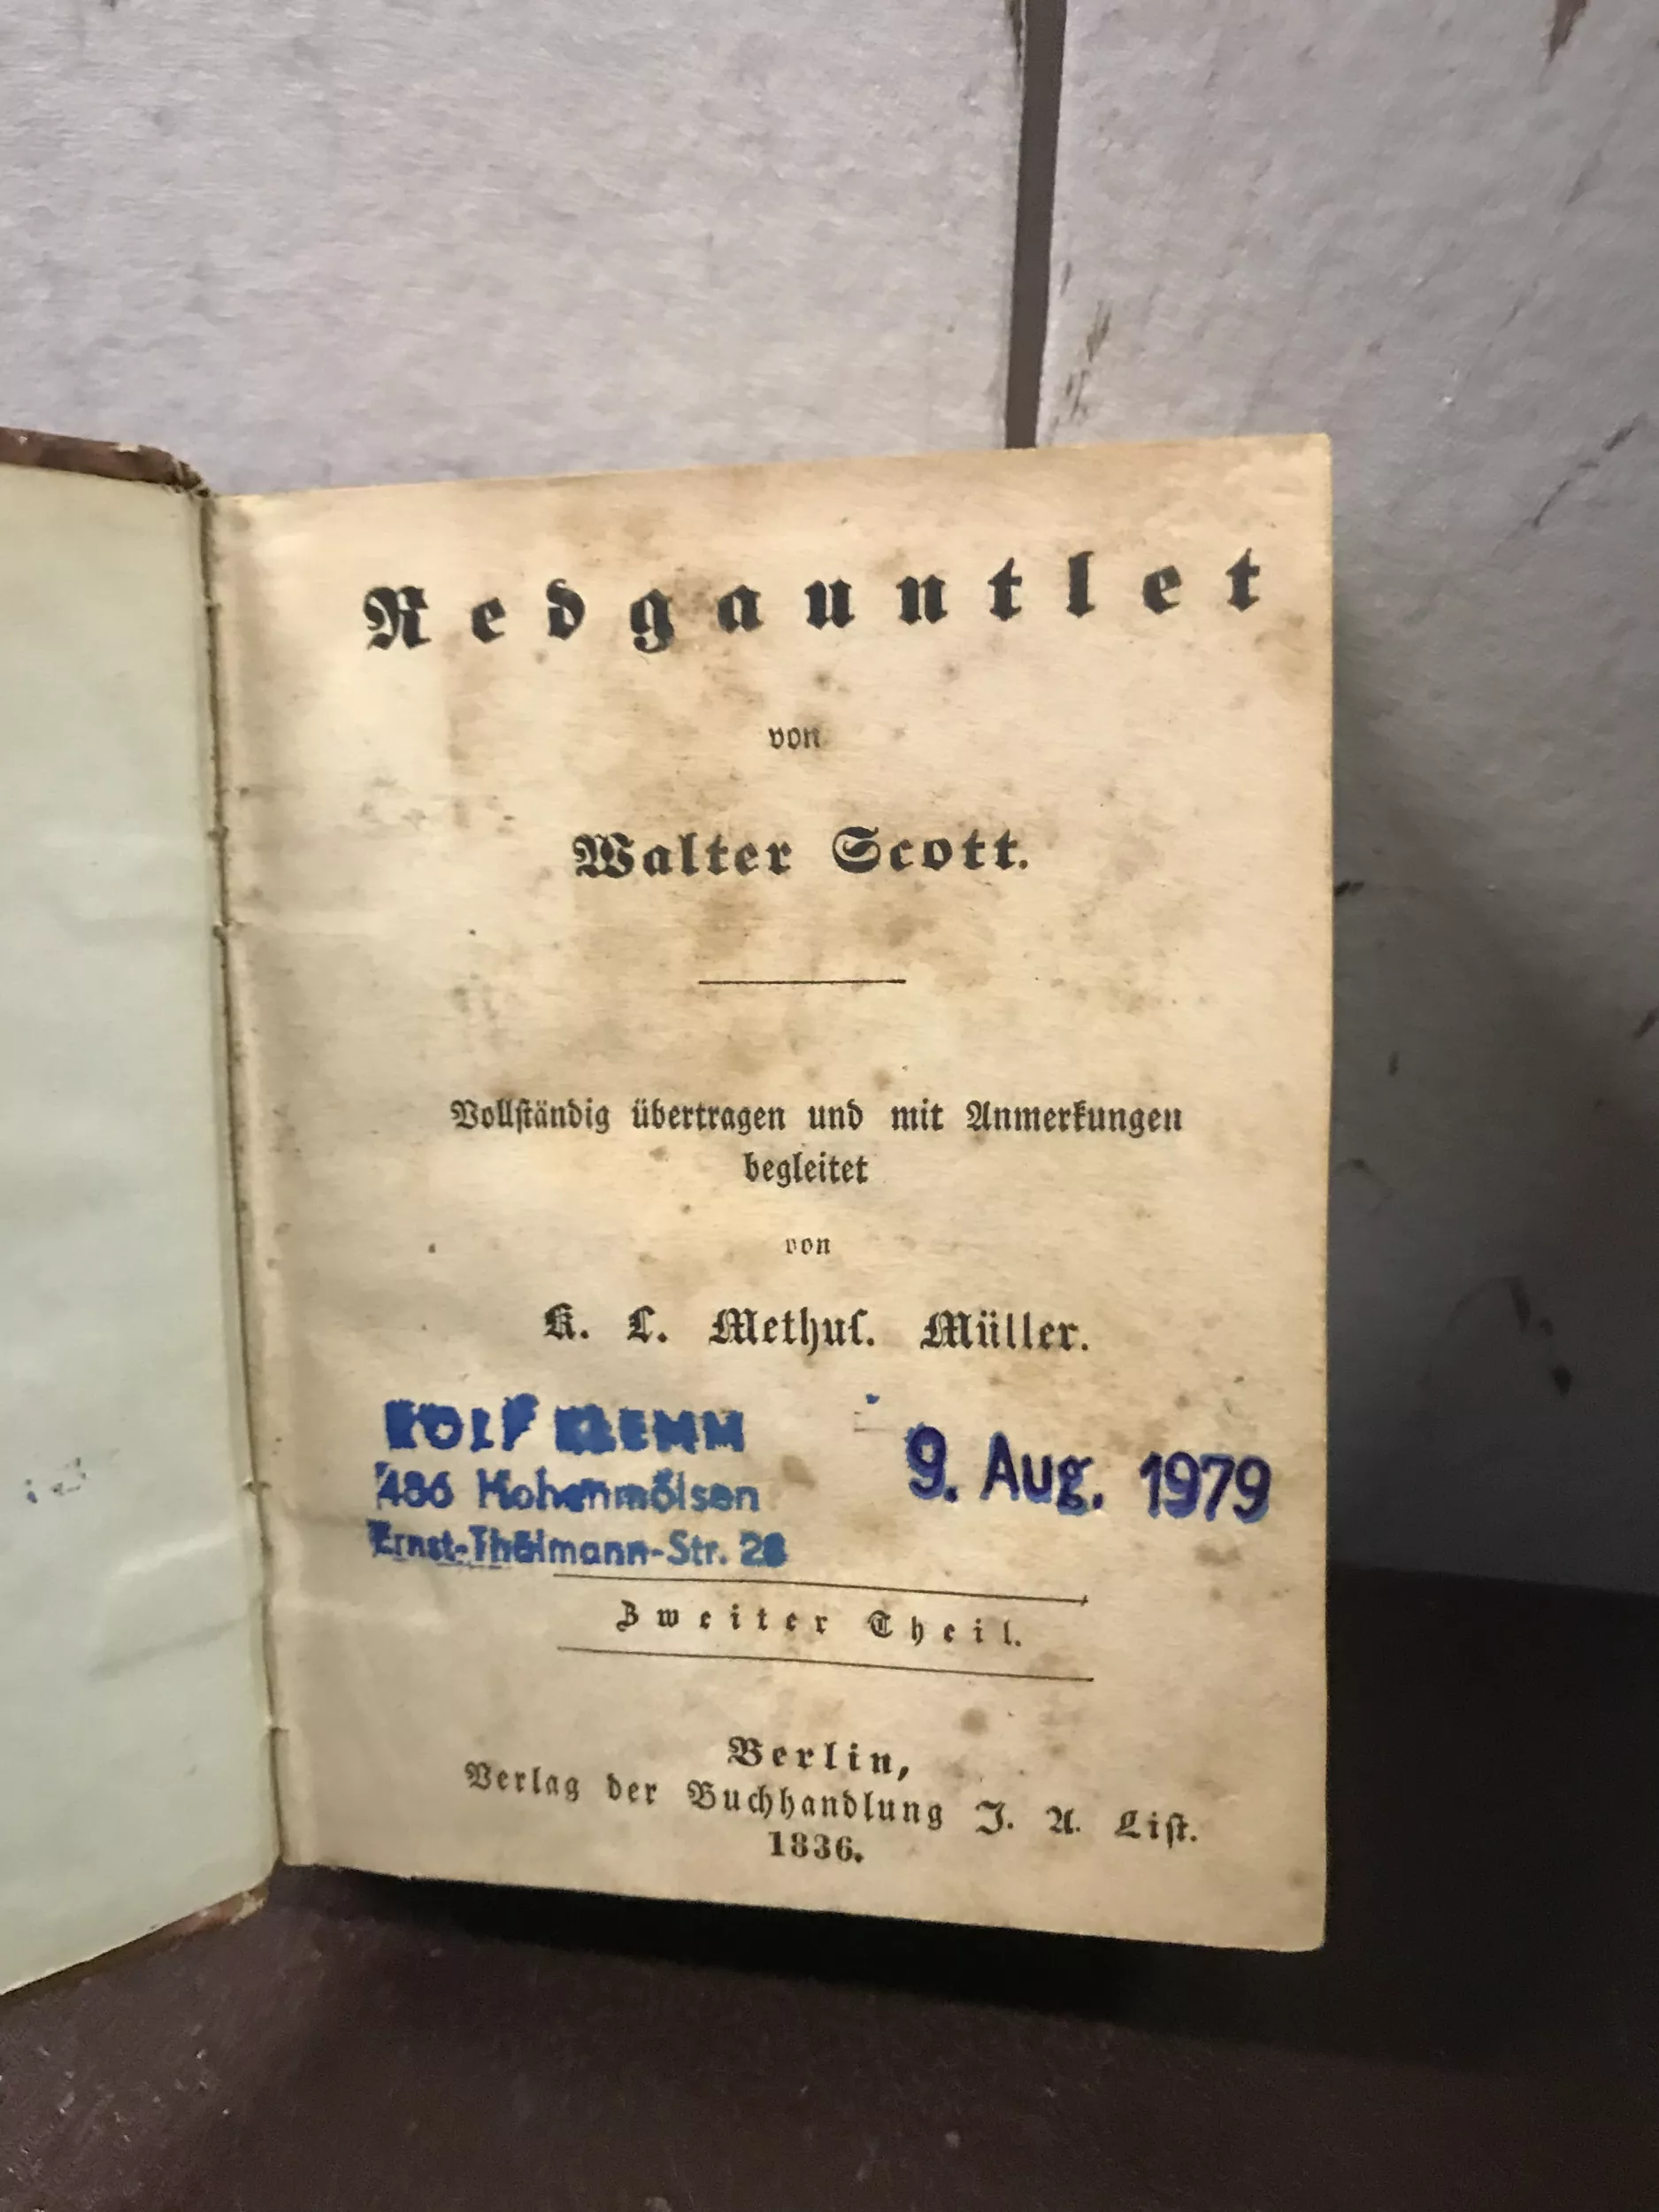 Redgauntlet
von
Walter Scott.
Vollständig übertragen und mit Anmerkungen
begleitet
von
K. L. Methus. Müller.
ROLF KLEMM
486 Hohenmölsen
Ernst-Thälmann-Str. 28
9. Aug. 1979
Zweiter Theil.
Berlin,
Verlag der Buchhandlung J. A. List.
1836.